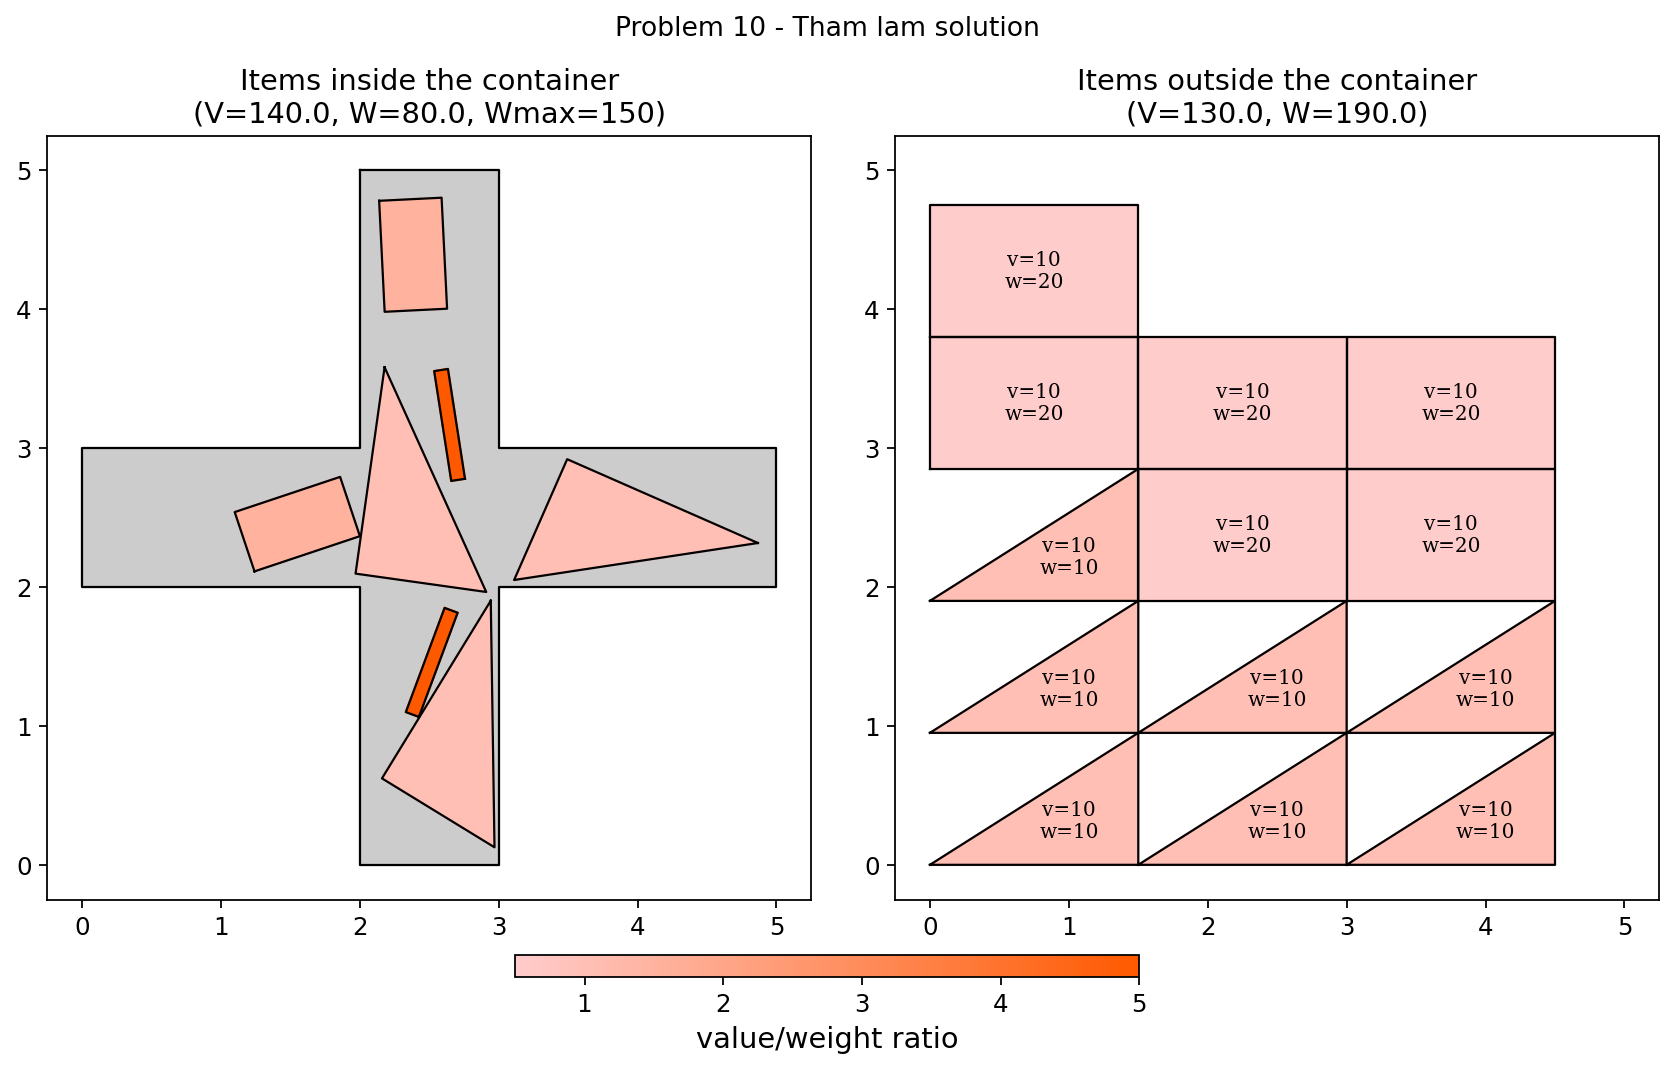 Problem 10 - Tham lam solution
Items inside the container
(V=140.0, W=80.0, Wmax=150)
5
4
3
2
1
0
0 1 2 3 4 5
Items outside the container
(V=130.0, W=190.0)
5
4
3
2
1
0
v=10
w=20
v=10 v=10 v=10
w=20 w=20 w=20
v=10 v=10 v=10
w=10 w=20 w=20
v=10 v=10 v=10
w=10 w=10 w=10
v=10 v=10 v=10
w=10 w=10 w=10
0 1 2 3 4 5
1 2 3 4 5
value/weight ratio